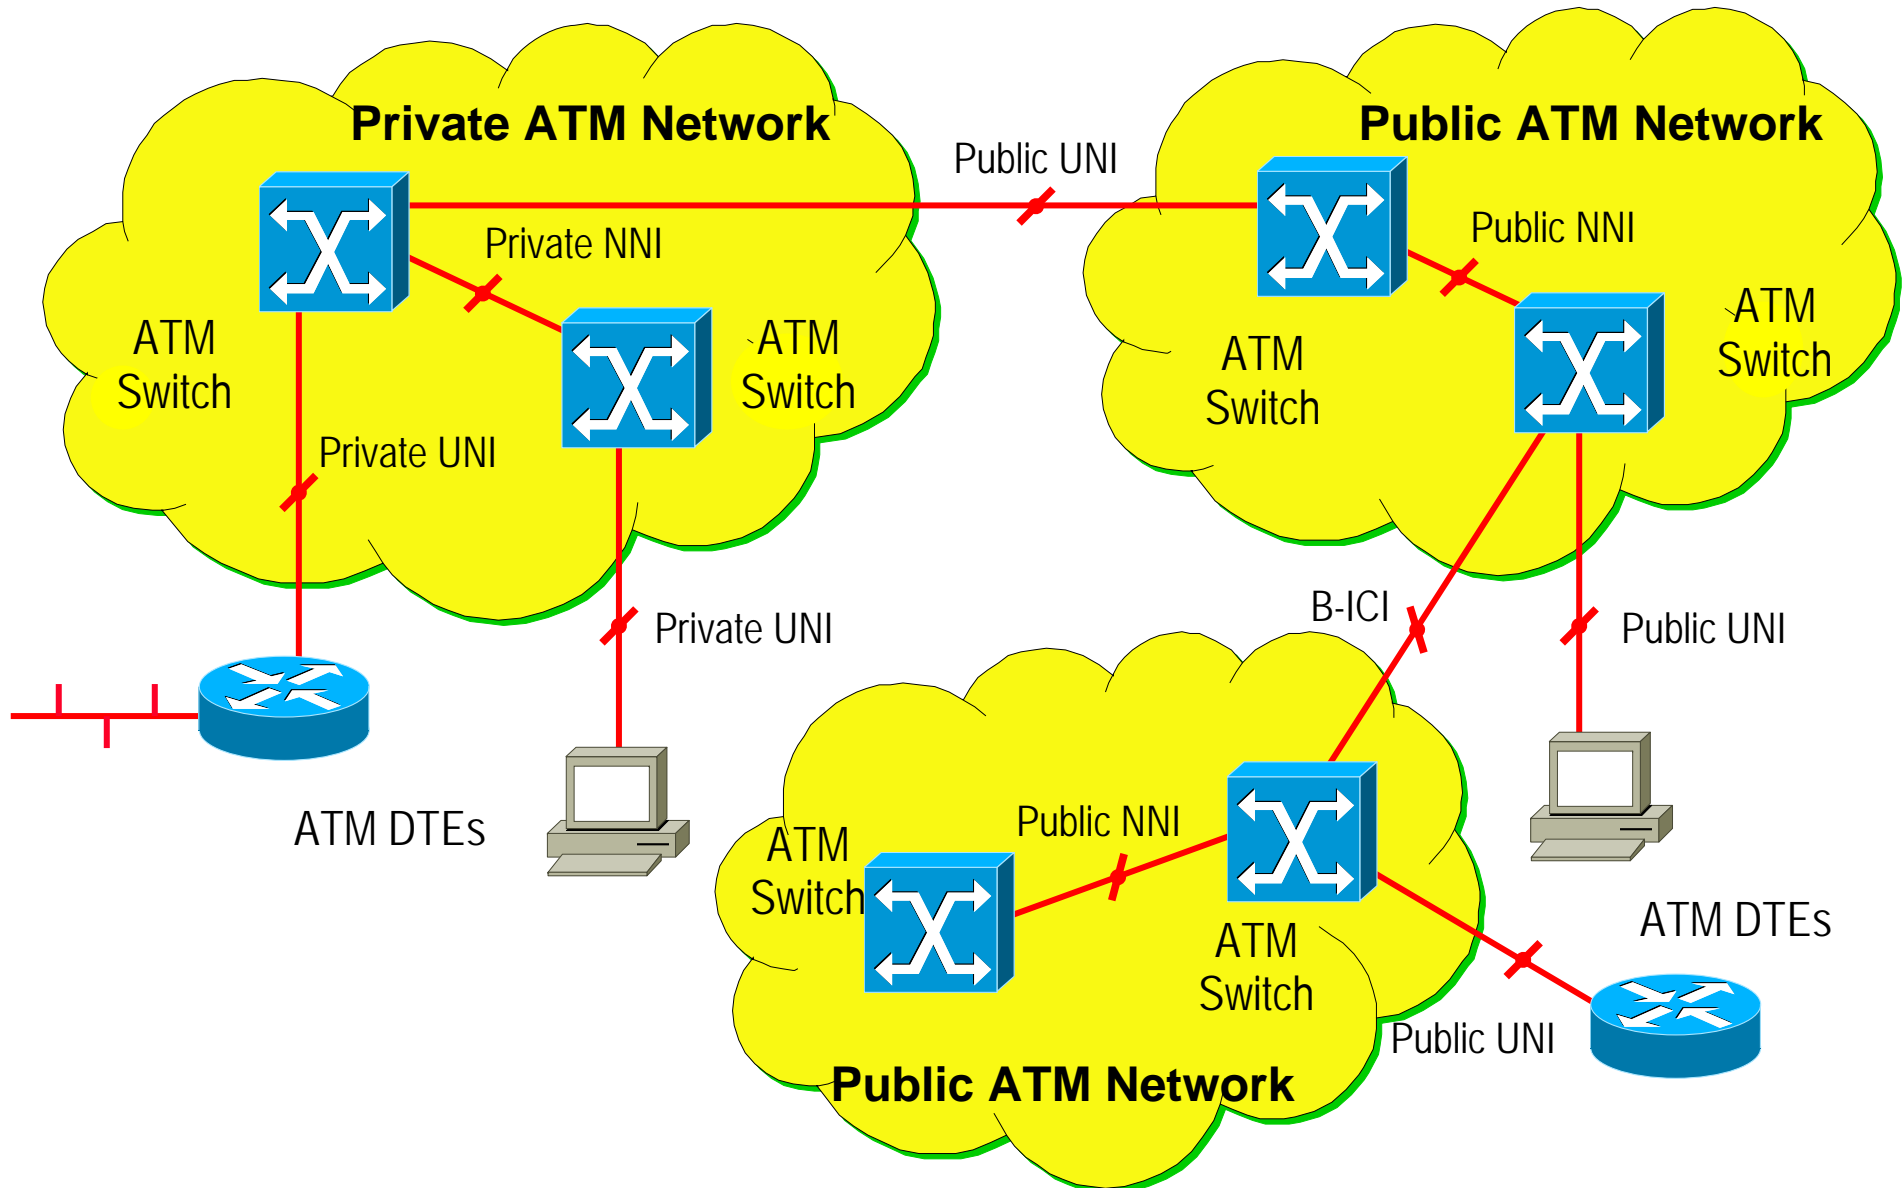 Private ATM Network
Public ATM Network
Public UNI
Private NNI
Public NNI
ATM
Switch
ATM
Switch
ATM
Switch
ATM
Switch
Private UNI
B-ICI
Private UNI
Public UNI
ATM DTEs
Public NNI
ATM
Switch
ATM DTEs
ATM
Switch
Public UNI
Public ATM Network